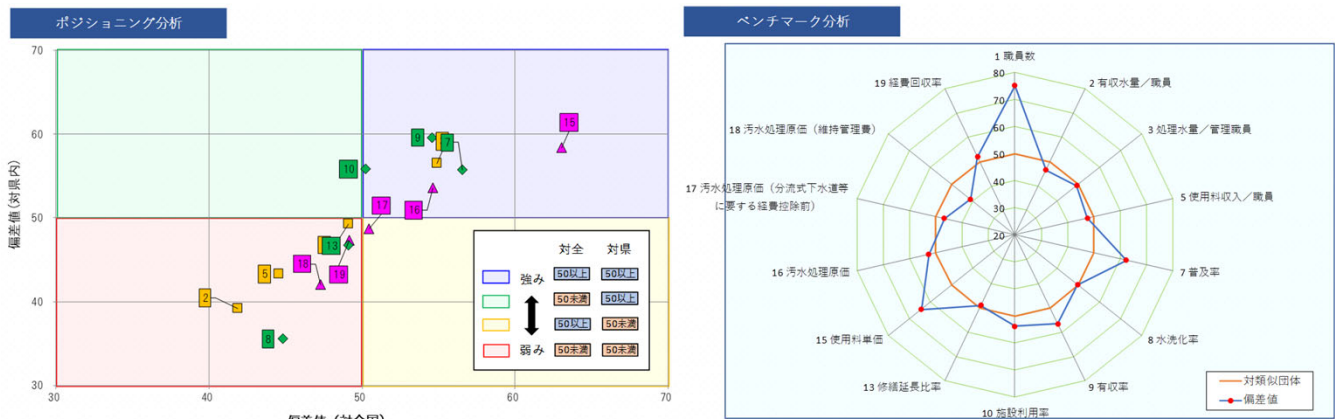 ポジショニング分析
70
60
50
40
30
偏差値(対県内)
30
40
50
60
70
偏差値(対全国)
15
9
7
10
17
16
13
18
19
5
2
8
対全
対県
強み
50以上
50以上
50未満
50以上
50以上
50未満
弱み
50未満
50未満
ベンチマーク分析
1 職員数
2 有収水量/職員
3 処理水量/管理職員
5 使用料収入/職員
7 普及率
8 水洗化率
9 有収率
10 施設利用率
13 修繕延長比率
15 使用料単価
16 汚水処理原価
17 汚水処理原価(分流式下水道等
に要する経費控除前)
18 汚水処理原価(維持管理費)
19 経費回収率
80
70
60
50
40
30
20
対類似団体
偏差値